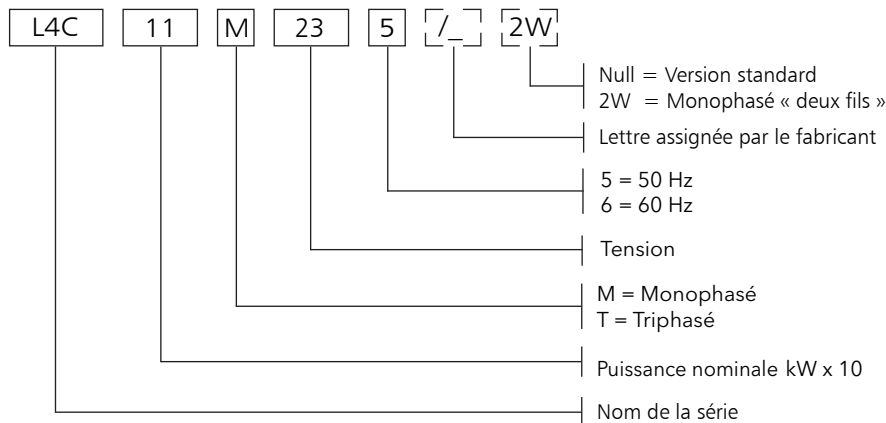 L4C 11 M 23 5 /_ 2W
Null = Version standard
2W = Monophasé « deux fils »
Lettre assignée par le fabricant
5 = 50 Hz
6 = 60 Hz
Tension
M = Monophasé
T = Triphasé
Puissance nominale kW x 10
Nom de la série